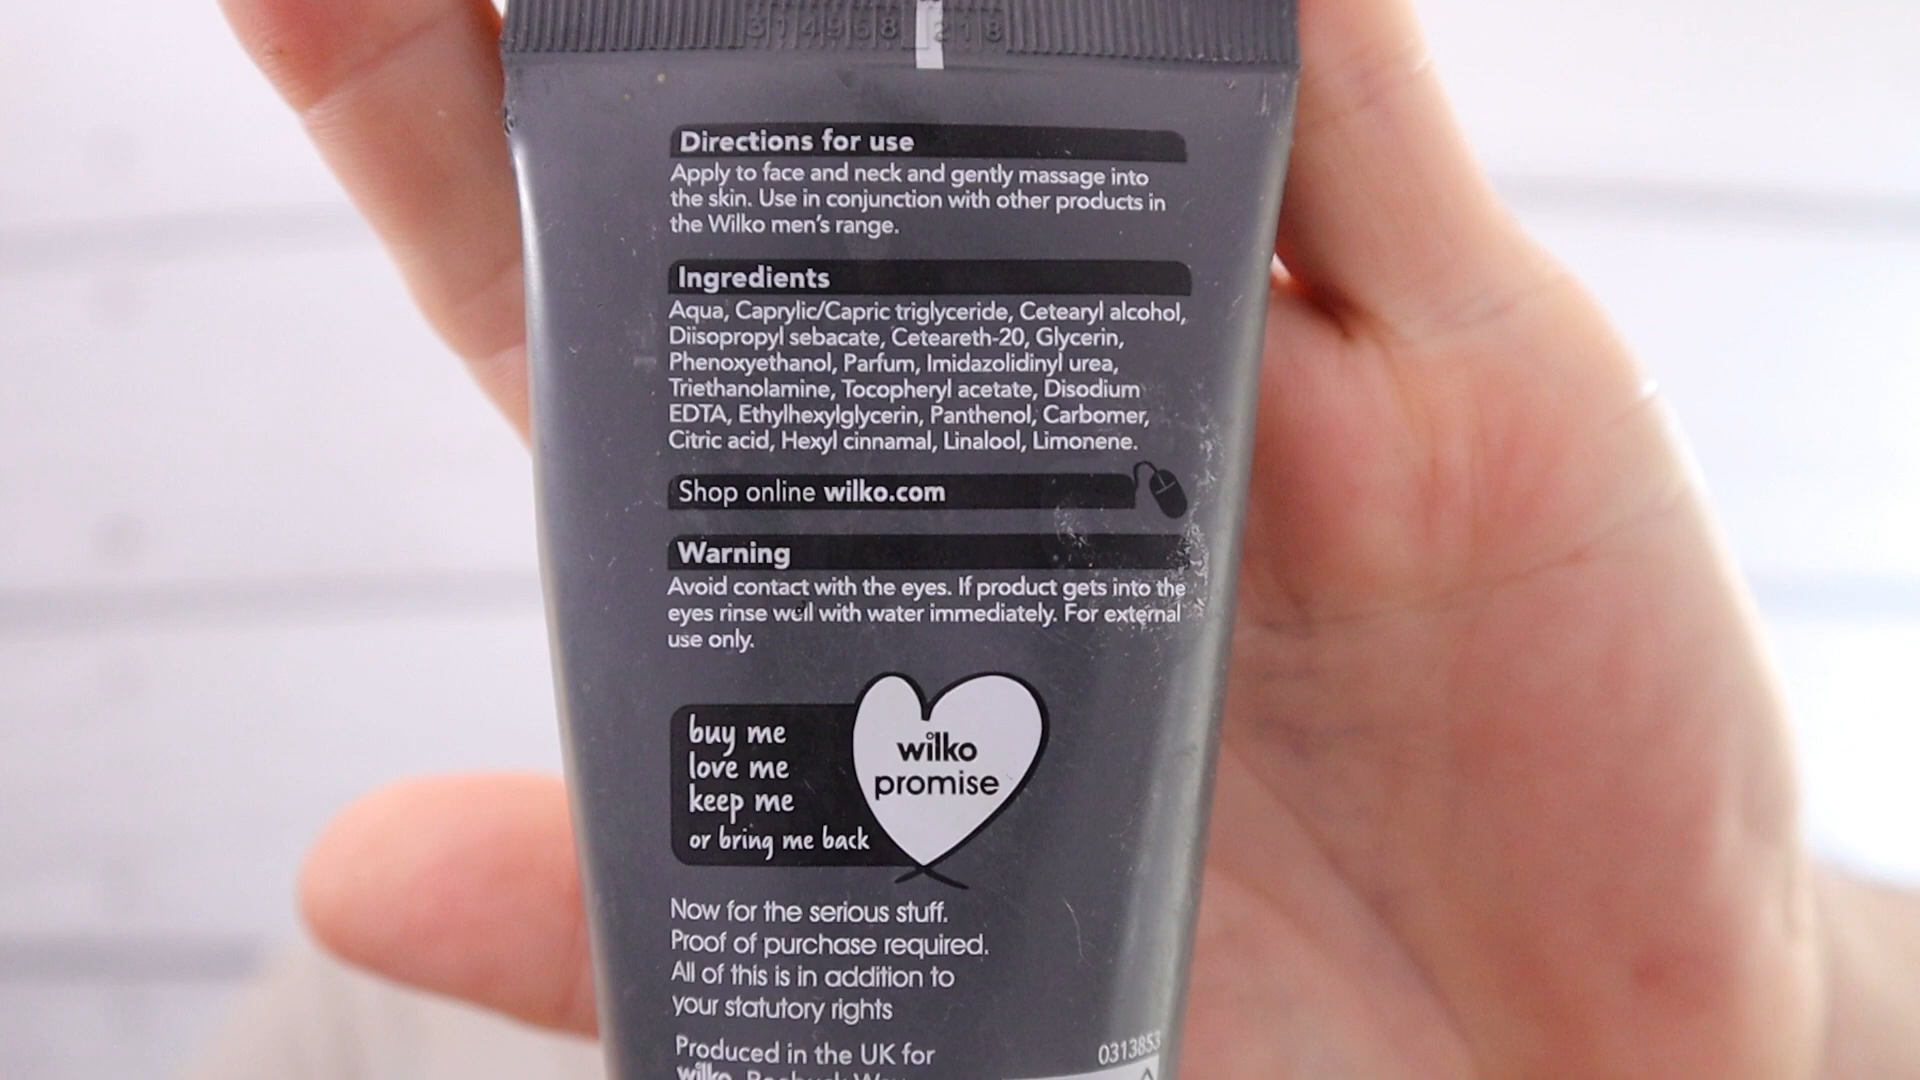 314968 218
Directions for use
Apply to face and neck and gently massage into
the skin. Use in conjunction with other products in
the Wilko men's range.
Ingredients
Aqua, Caprylic/Capric triglyceride, Cetearyl alcohol,
Diisopropyl sebacate, Ceteareth-20, Glycerin,
Phenoxyethanol, Parfum, Imidazolidinyl urea,
Triethanolamine, Tocopheryl acetate, Disodium
EDTA, Ethylhexylglycerin, Panthenol, Carbomer,
Citric acid, Hexyl cinnamal, Linalool, Limonene.
Shop online wilko.com
Warning
Avoid contact with the eyes. If product gets into the
eyes rinse well with water immediately. For external
use only.
buy me
love me
keep me
or bring me back
wilko
promise
Now for the serious stuff.
Proof of purchase required.
All of this is in addition to
your statutory rights
Produced in the UK for
0313853
wilko, Roebuck Way